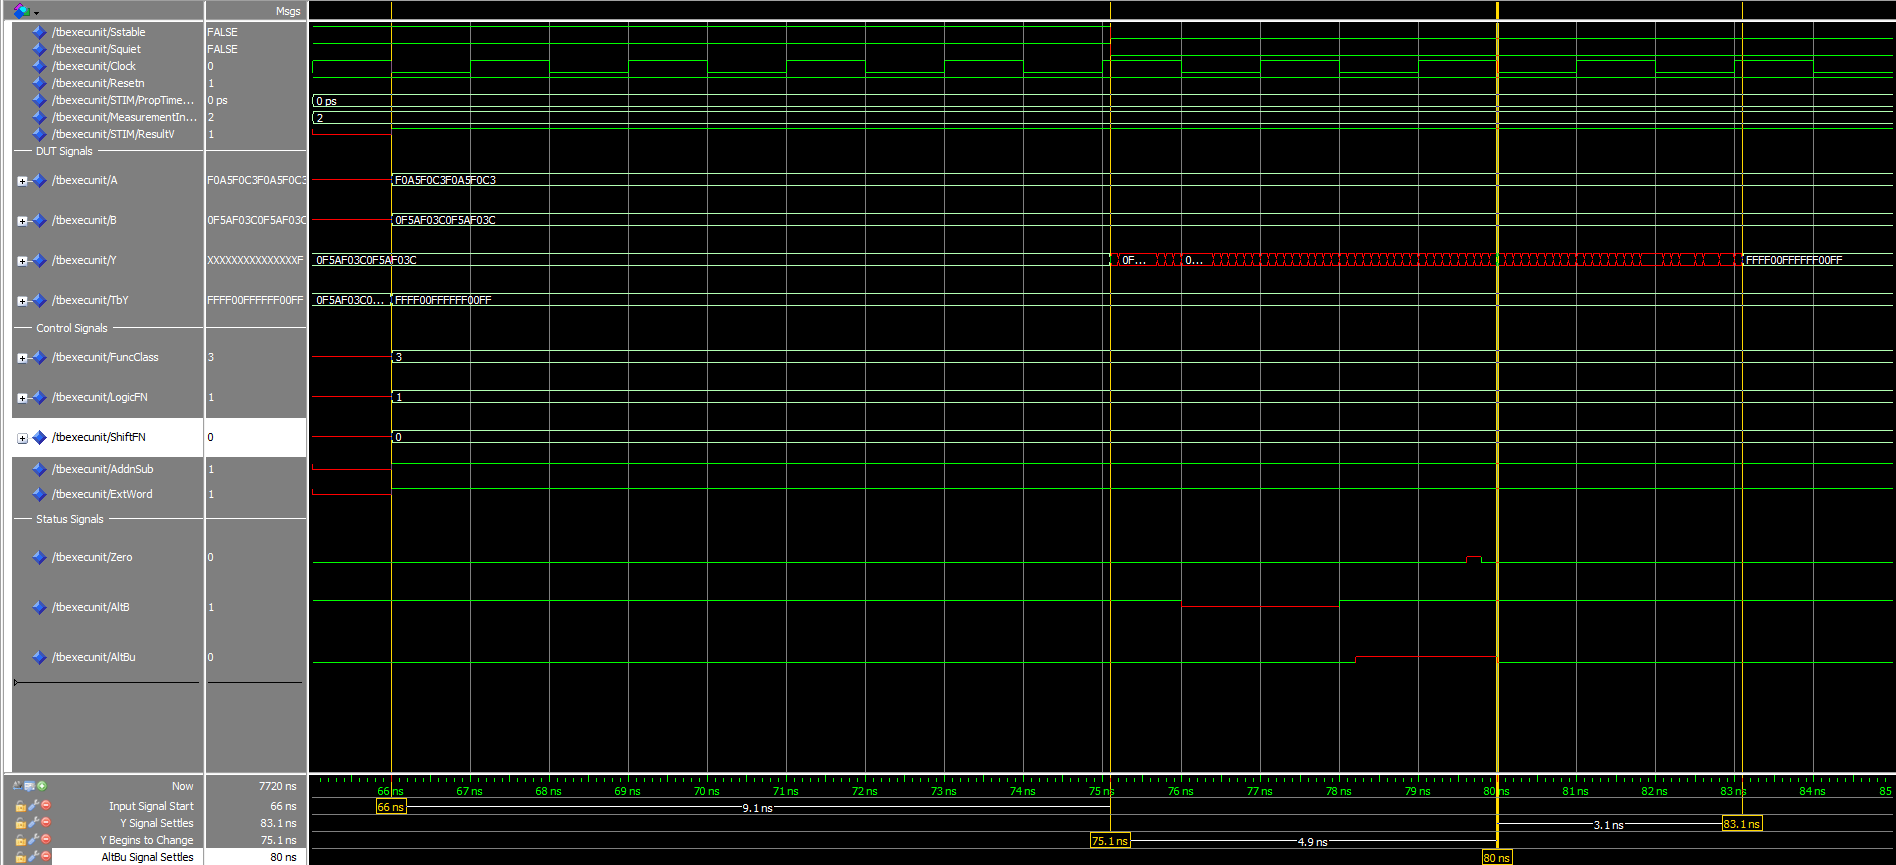 Msgs
/tbexecunit/Sstable FALSE
/tbexecunit/Squiet FALSE
/tbexecunit/Clock 0
/tbexecunit/Resetn 1
/tbexecunit/STIM/PropTime... 0 ps 0 ps
/tbexecunit/MeasurementIn... 2 2
/tbexecunit/STIM/ResultV 1
DUT Signals
/tbexecunit/A F0A5F0C3F0A5F0C3 F0A5F0C3F0A5F0C3
/tbexecunit/B 0F5AF03C0F5AF03C 0F5AF03C0F5AF03C
/tbexecunit/Y XXXXXXXXXXXXXXXF 0F5AF03C0F5AF03C 0F... 0... FFFF00FFFFFF00FF
/tbexecunit/TbY FFFF00FFFFFF00FF 0F5AF03C0... FFFF00FFFFFF00FF
Control Signals
/tbexecunit/FuncClass 3 3
/tbexecunit/LogicFN 1 1
/tbexecunit/ShiftFN 0 0
/tbexecunit/AddnSub 1
/tbexecunit/ExtWord 1
Status Signals
/tbexecunit/Zero 0
/tbexecunit/AltB 1
/tbexecunit/AltBu 0
Now 7720 ns 66 ns 67 ns 68 ns 69 ns 70 ns 71 ns 72 ns 73 ns 74 ns 75 ns 76 ns 77 ns 78 ns 79 ns 80 ns 81 ns 82 ns 83 ns 84 ns 85
Input Signal Start 66 ns 66 ns 9.1 ns
Y Signal Settles 83.1 ns 3.1 ns 83.1 ns
Y Begins to Change 75.1 ns 75.1 ns 4.9 ns
AltBu Signal Settles 80 ns 80 ns